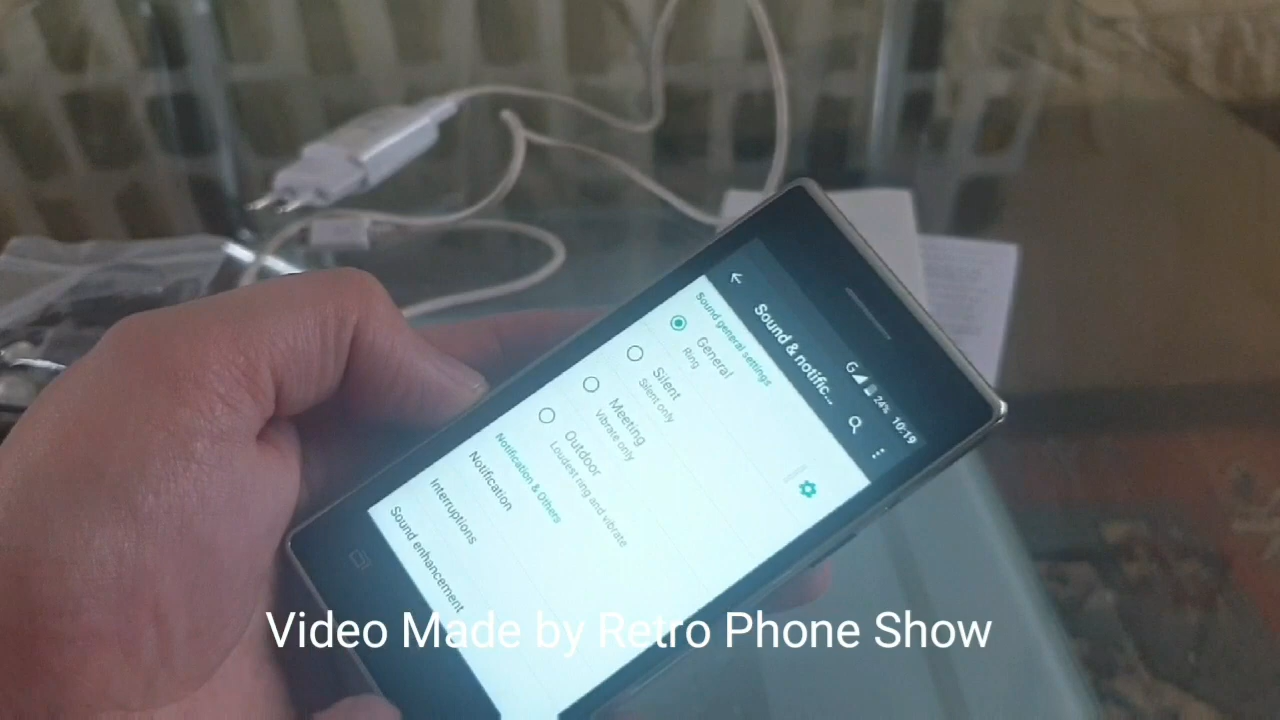 G 24% 10:19
Sound & notific...
Sound general settings
General
Ring
Silent
Silent only
Meeting
Vibrate only
Outdoor
Loudest ring and vibrate
Notification & Others
Notification
Interruptions
Sound enhancement
Video Made by Retro Phone Show